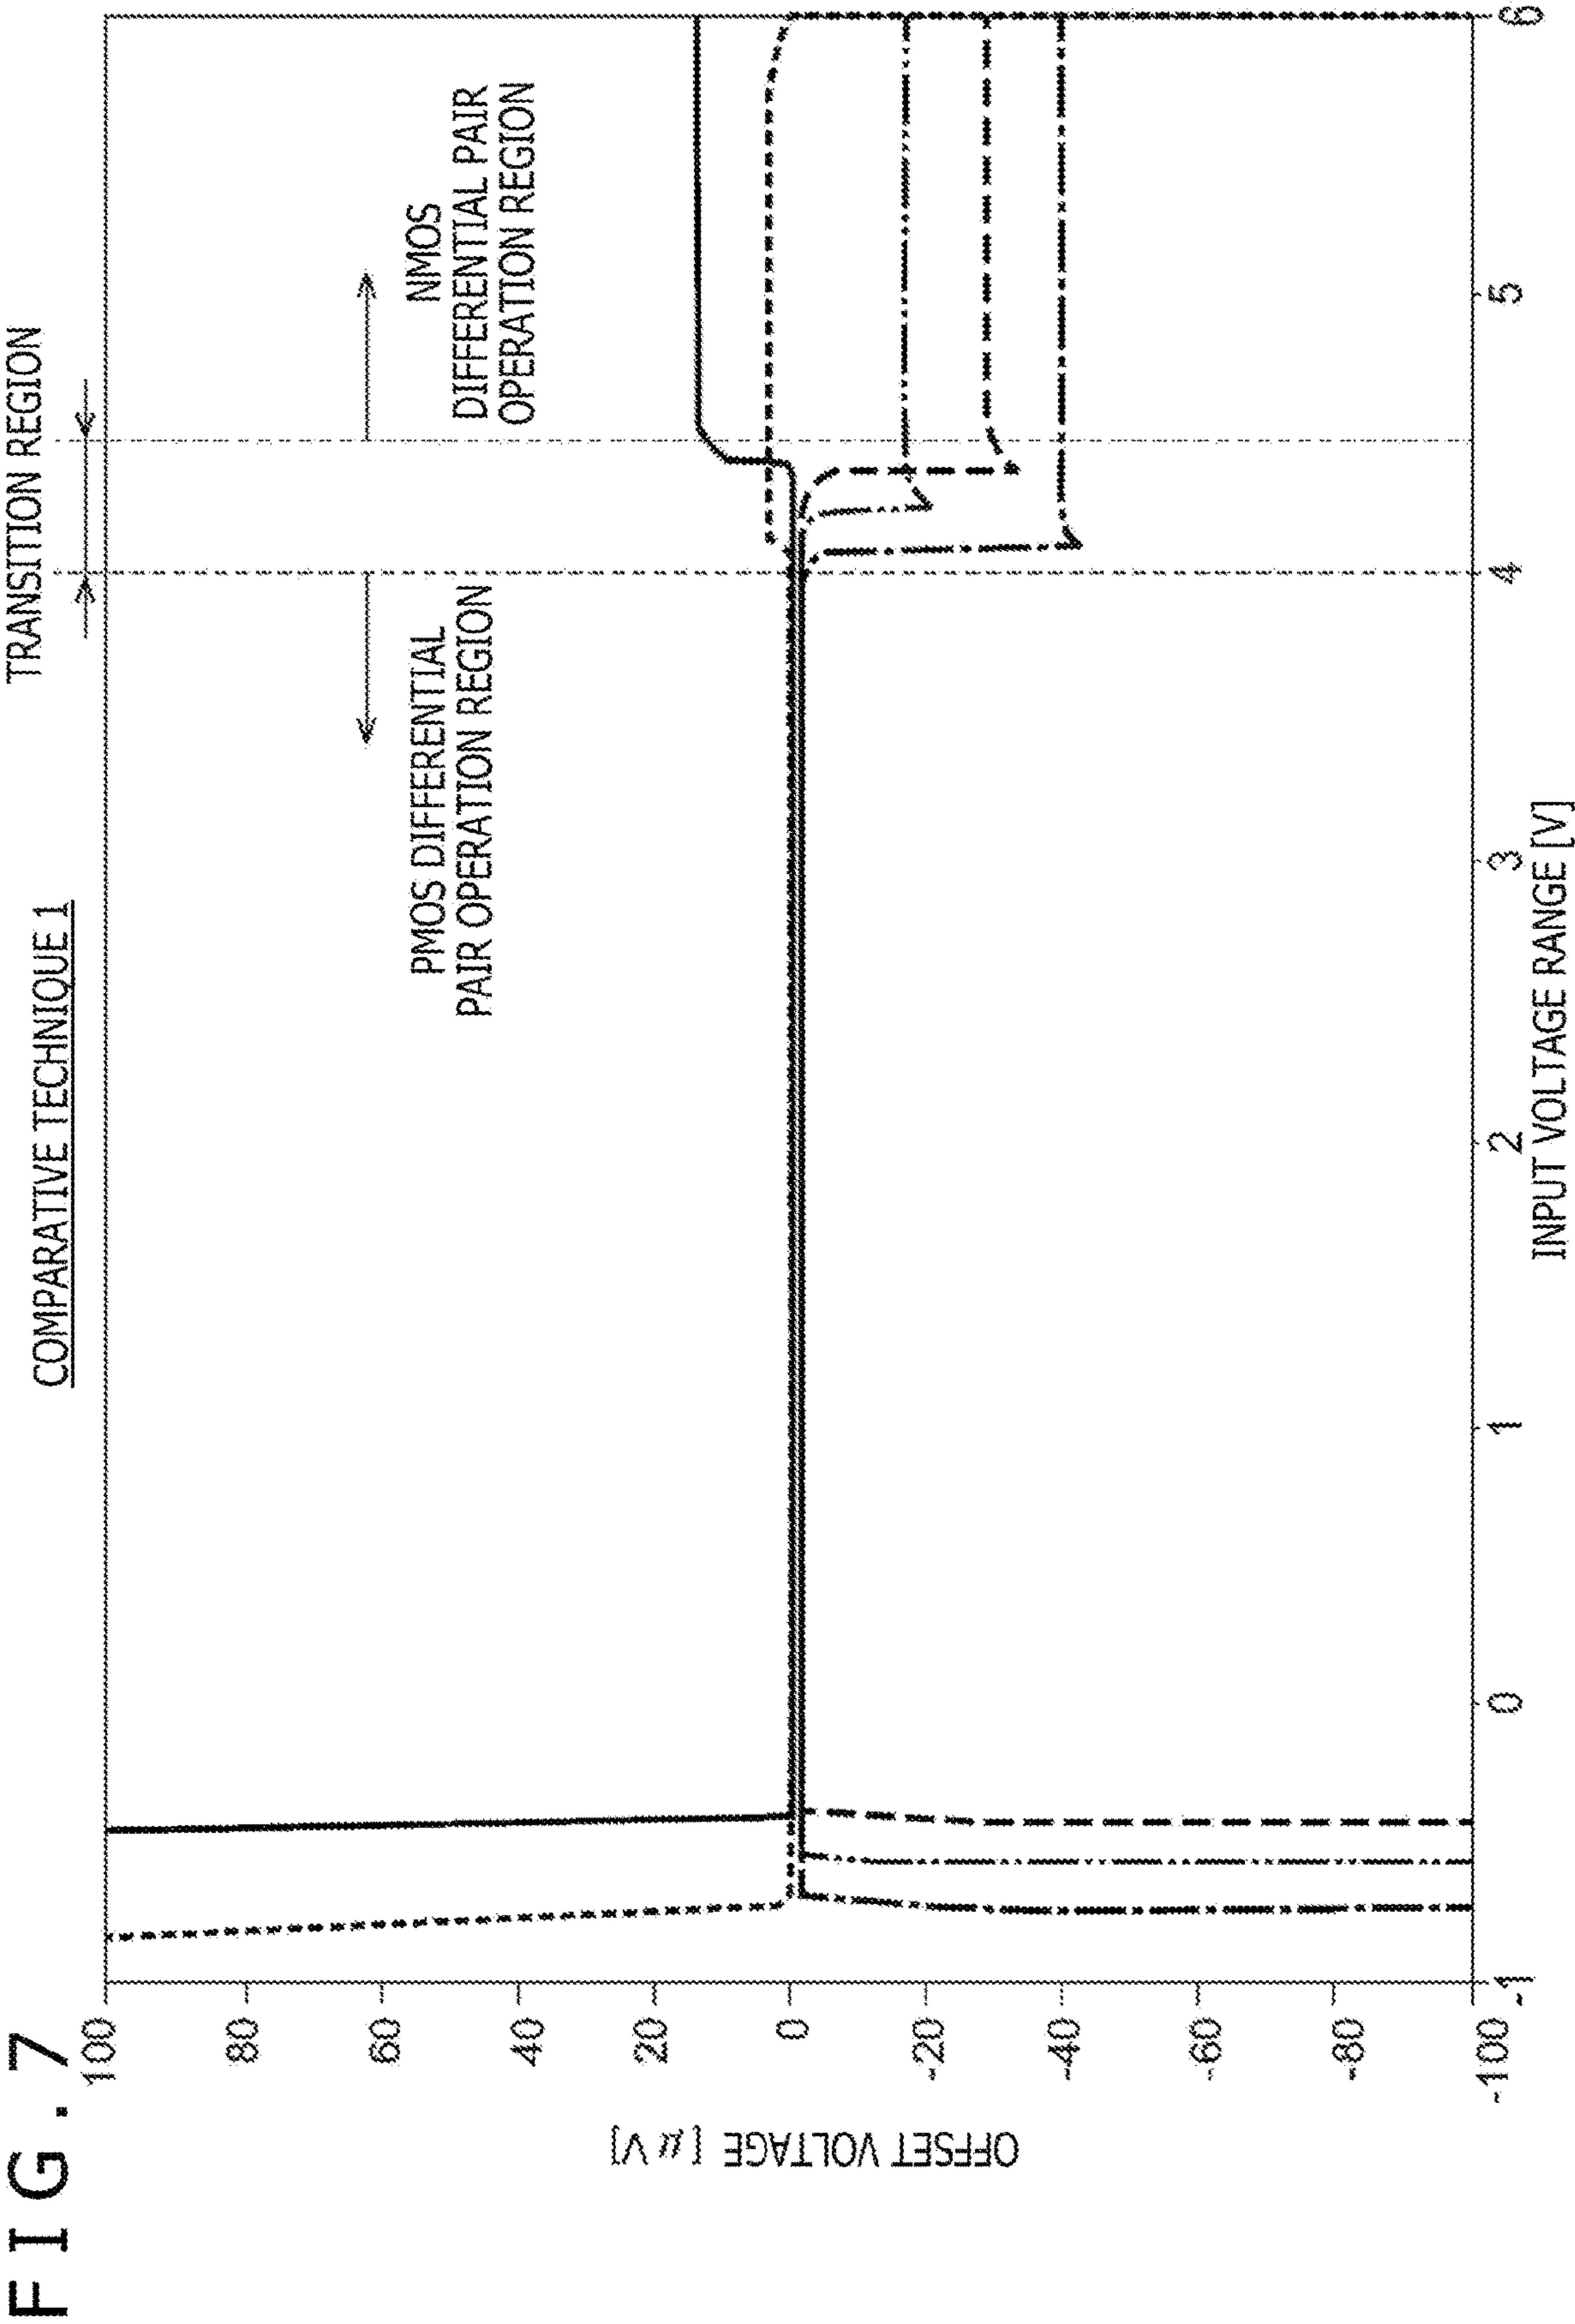 FIG.7
COMPARATIVE TECHNIQUE 1
TRANSITION REGION
PMOS DIFFERENTIAL
PAIR OPERATION REGION
NMOS
DIFFERENTIAL PAIR
OPERATION REGION
OFFSET VOLTAGE [μV]
100
80
60
40
20
0
-20
-40
-60
-80
-100
-1
0
1
2
3
4
5
6
INPUT VOLTAGE RANGE [V]